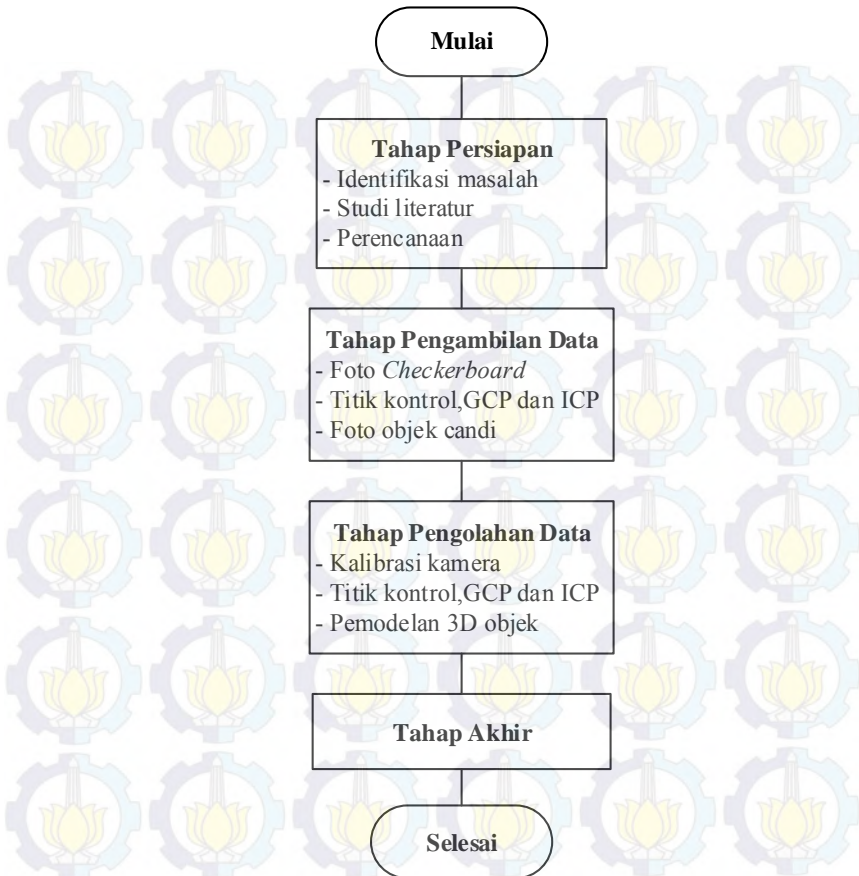 Mulai
Tahap Persiapan
- Identifikasi masalah
- Studi literatur
- Perencanaan
Tahap Pengambilan Data
- Foto Checkerboard
- Titik kontrol,GCP dan ICP
- Foto objek candi
Tahap Pengolahan Data
- Kalibrasi kamera
- Titik kontrol,GCP dan ICP
- Pemodelan 3D objek
Tahap Akhir
Selesai